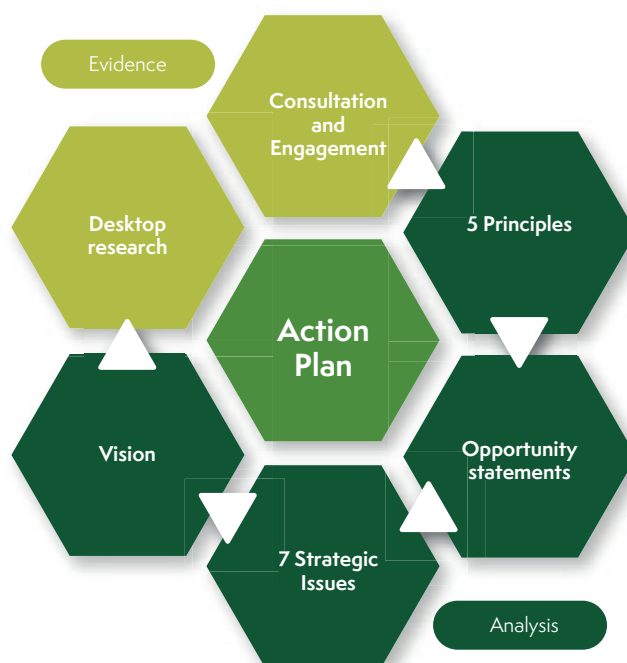 Evidence
Consultation
and
Engagement
Desktop
research
5 Principles
Action
Plan
Vision
Opportunity
statements
7 Strategic
Issues
Analysis